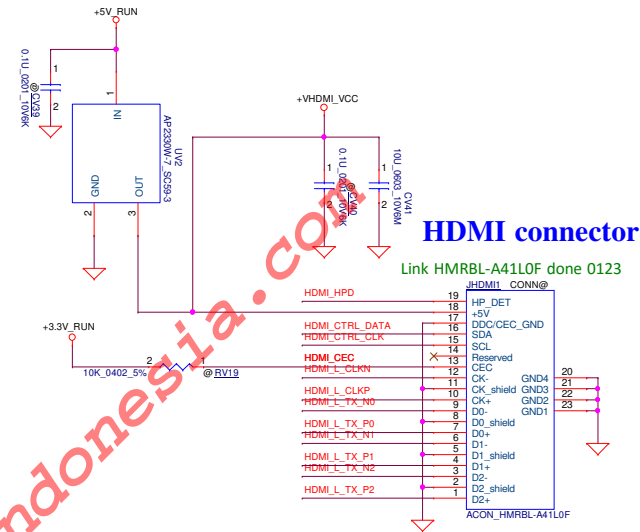 +5V_RUN
0.1U_0201_10V6K
@CV39
1
2
1
IN
UV2
AP2330W-7_SC59-3
GND
OUT
2
3
+VHDMI_VCC
1
2
0.1U_0201_10V6K
@CV40
1
2
10U_0603_10V6M
CV41
HDMI connector
Link HMRBL-A41L0F done 0123
JHDMI1 CONN@
HDMI_HPD 19 HP_DET
18 +5V
17 DDC/CEC_GND
HDMI_CTRL_DATA 16 SDA
HDMI_CTRL_CLK 15 SCL
14 Reserved
+3.3V_RUN
2 1
10K_0402_5% @RV19
HDMI_CEC 13 CEC
HDMI_L_CLKN 12 CK-
11 CK_shield
HDMI_L_CLKP 10 CK+
HDMI_L_TX_N0 9 D0-
8 D0_shield
HDMI_L_TX_P0 7 D0+
HDMI_L_TX_N1 6 D1-
5 D1_shield
HDMI_L_TX_P1 4 D1+
HDMI_L_TX_N2 3 D2-
2 D2_shield
HDMI_L_TX_P2 1 D2+
GND4 20
GND3 21
GND2 22
GND1 23
ACON_HMRBL-A41L0F
ndonesia.com